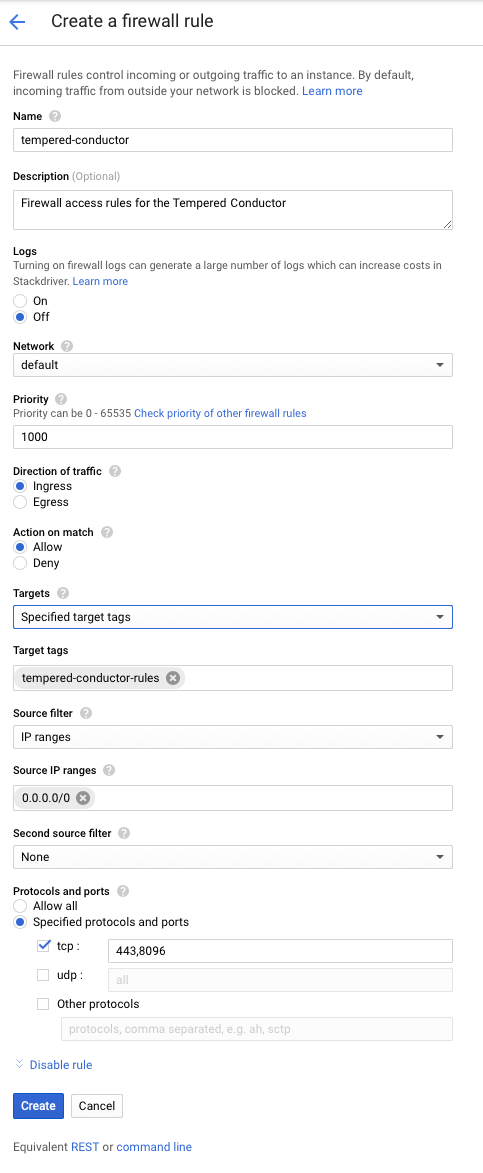 Create a firewall rule
Firewall rules control incoming or outgoing traffic to an instance. By default,
incoming traffic from outside your network is blocked. Learn more
Name ?
tempered-conductor
Description (Optional)
Firewall access rules for the Tempered Conductor
Logs
Turning on firewall logs can generate a large number of logs which can increase costs in
Stackdriver. Learn more
On
Off
Network ?
default
Priority ?
Priority can be 0 - 65535 Check priority of other firewall rules
1000
Direction of traffic ?
Ingress
Egress
Action on match ?
Allow
Deny
Targets ?
Specified target tags
Target tags
tempered-conductor-rules
Source filter ?
IP ranges
Source IP ranges ?
0.0.0.0/0
Second source filter ?
None
Protocols and ports ?
Allow all
Specified protocols and ports
tcp : 443,8096
udp : all
Other protocols
protocols, comma separated, e.g. ah, sctp
Disable rule
Create Cancel
Equivalent REST or command line